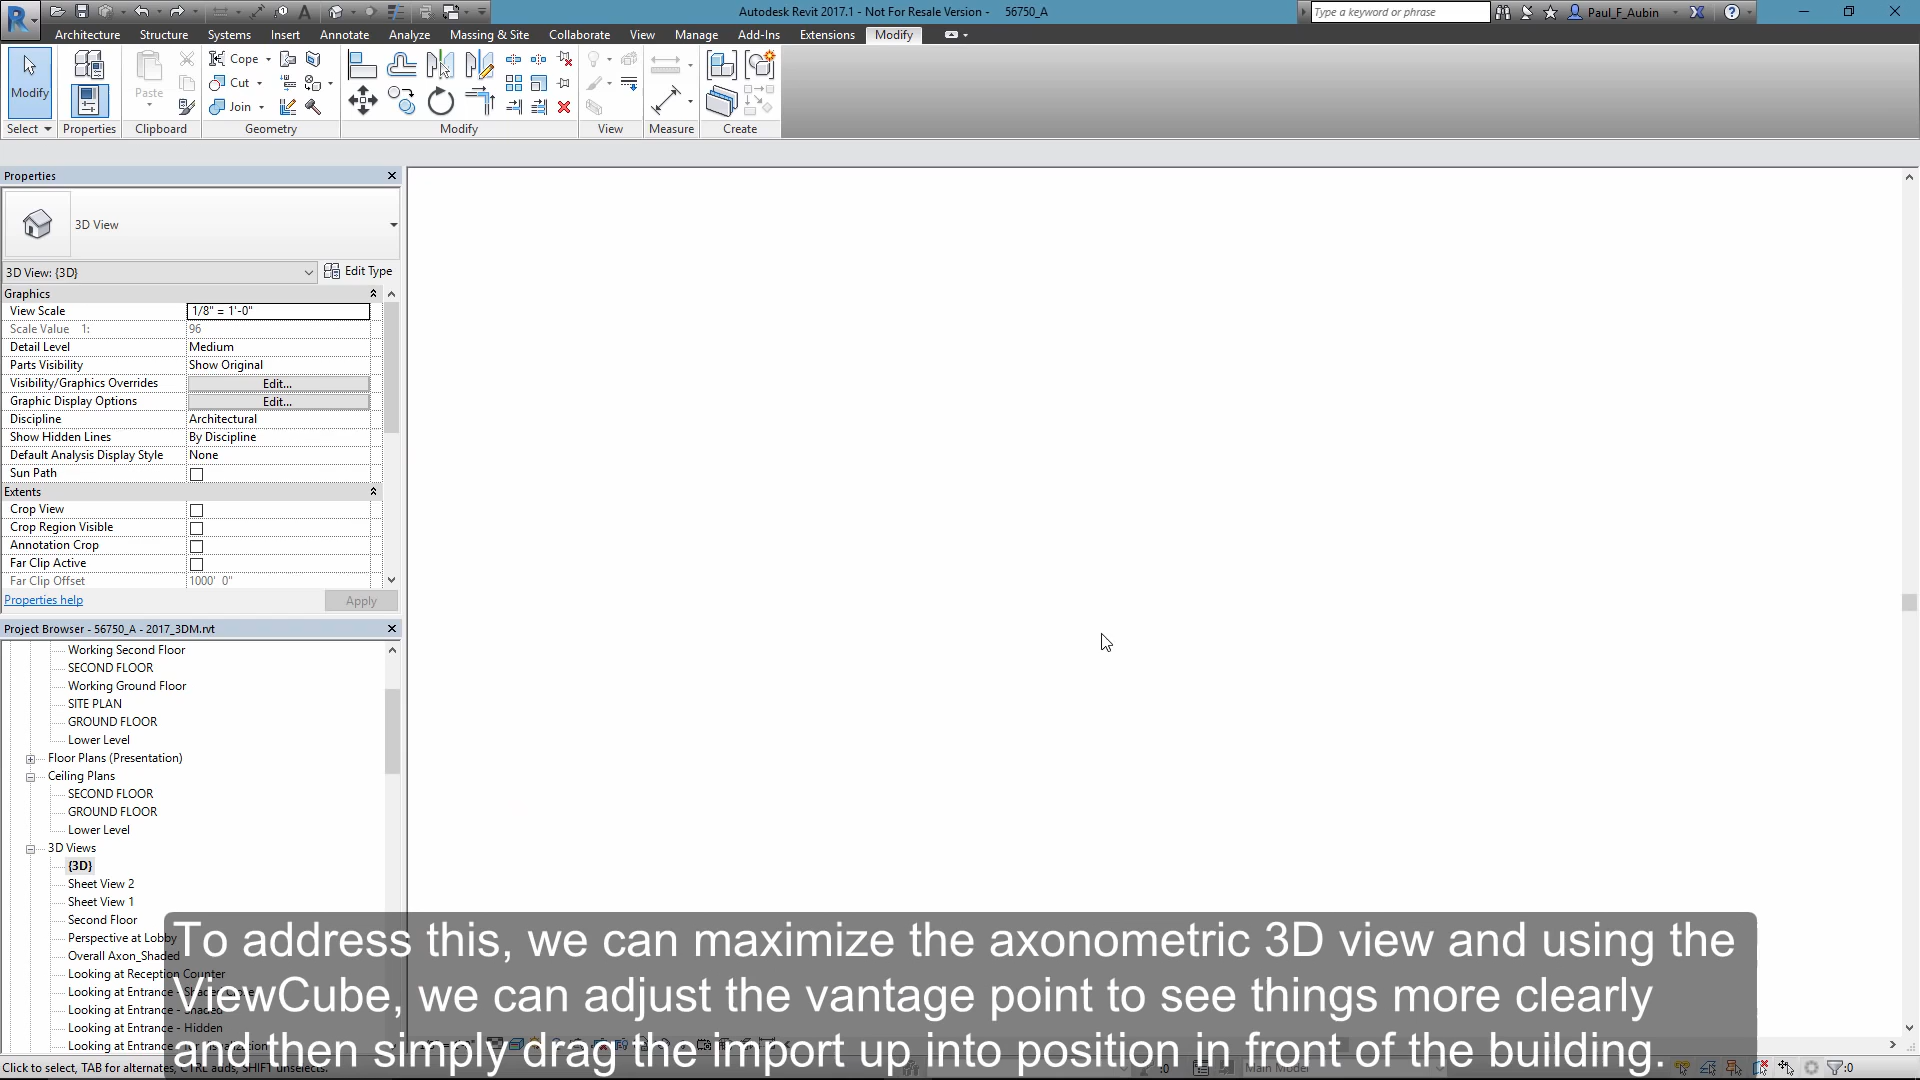 Autodesk Revit 2017.1 - Not For Resale Version - 56750_A
Type a keyword or phrase
Paul_F_Aubin
Architecture Structure Systems Insert Annotate Analyze Massing & Site Collaborate View Manage Add-Ins Extensions Modify
Modify
Paste
Cope
Cut
Join
Select Properties Clipboard Geometry Modify View Measure Create
Properties
3D View
3D View: {3D}
Edit Type
Graphics
View Scale 1/8" = 1'-0"
Scale Value 1: 96
Detail Level Medium
Parts Visibility Show Original
Visibility/Graphics Overrides Edit...
Graphic Display Options Edit...
Discipline Architectural
Show Hidden Lines By Discipline
Default Analysis Display Style None
Sun Path
Extents
Crop View
Crop Region Visible
Annotation Crop
Far Clip Active
Far Clip Offset 1000' 0"
Properties help
Apply
Project Browser - 56750_A - 2017_3DM.rvt
Working Second Floor
SECOND FLOOR
Working Ground Floor
SITE PLAN
GROUND FLOOR
Lower Level
Floor Plans (Presentation)
Ceiling Plans
SECOND FLOOR
GROUND FLOOR
Lower Level
3D Views
{3D}
Sheet View 2
Sheet View 1
Second Floor
Perspective at Lobby
Overall Axon_Shaded
Looking at Reception Counter
Looking at Entrance -
Looking at Entrance - Shaded
Looking at Entrance - Hidden
Looking at Entrance -
To address this, we can maximize the axonometric 3D view and using the
ViewCube, we can adjust the vantage point to see things more clearly
and then simply drag the import up into position in front of the building.
Click to select, TAB for alternates, CTRL adds, SHIFT unselects.
:0
Main Model
:0